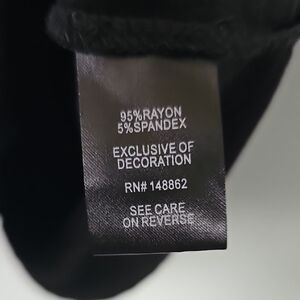 95%RAYON
5%SPANDEX
EXCLUSIVE OF
DECORATION
RN# 148862
SEE CARE
ON REVERSE